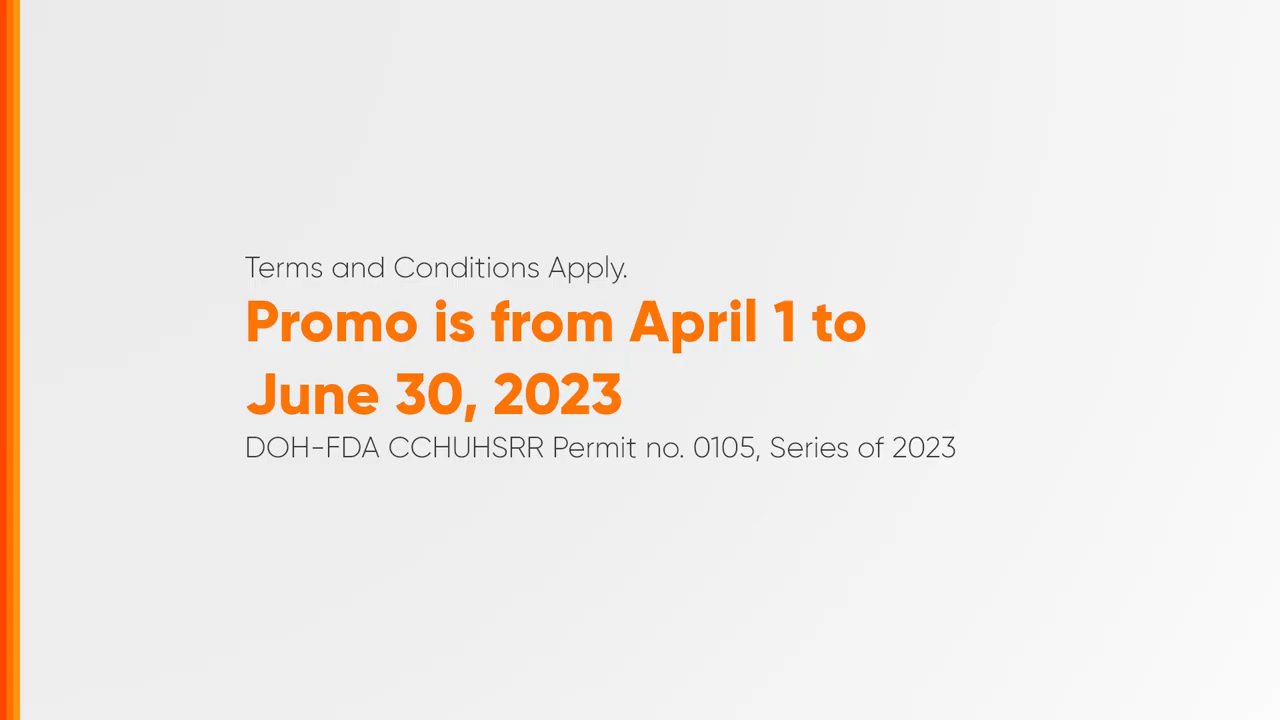 Terms and Conditions Apply.
Promo is from April 1 to
June 30, 2023
DOH-FDA CCHUHSRR Permit no. 0105, Series of 2023